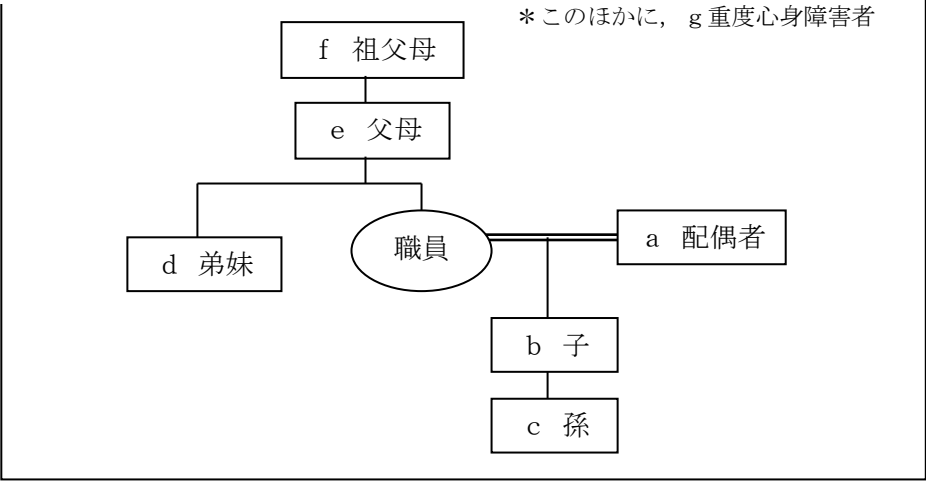 ＊このほかに，ｇ重度心身障害者
ｆ 祖父母
ｅ 父母
職員
ａ 配偶者
ｄ 弟妹
ｂ 子
ｃ 孫